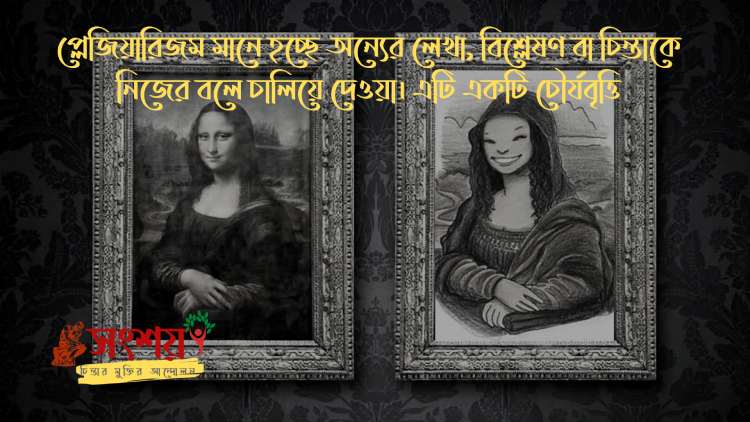 প্লেজিয়ারিজম মানে হচ্ছে অন্যের লেখা, বিশ্লেষণ বা চিন্তাকে
নিজের বলে চালিয়ে দেওয়া। এটি একটি চৌর্যবৃত্তি
সংশয়
চিন্তার মুক্তির আন্দোলন